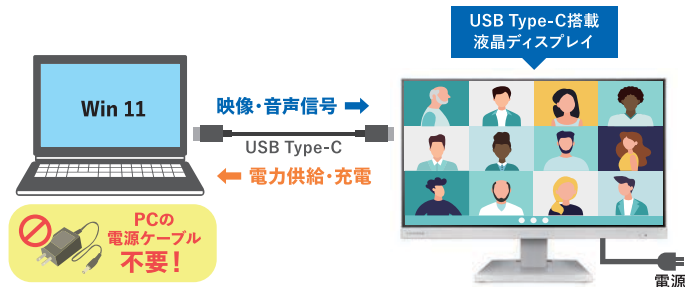 USB Type-C搭載
液晶ディスプレイ
Win 11
映像・音声信号
USB Type-C
電力供給・充電
PCの
電源ケーブル
不要！
電源